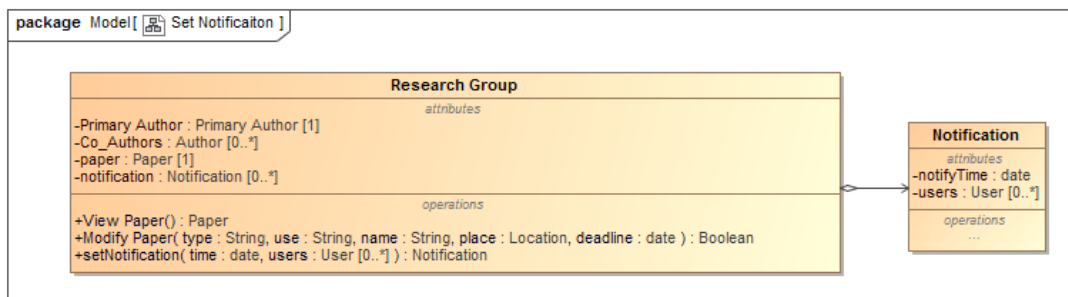 package Model[ Set Notificaiton ]
Research Group
attributes
-Primary Author : Primary Author [1]
-Co_Authors : Author [0..*]
-paper : Paper [1]
-notification : Notification [0..*]
operations
+View Paper() : Paper
+Modify Paper( type : String, use : String, name : String, place : Location, deadline : date ) : Boolean
+setNotification( time : date, users : User [0..*] ) : Notification
Notification
attributes
-notifyTime : date
-users : User [0..*]
operations
...